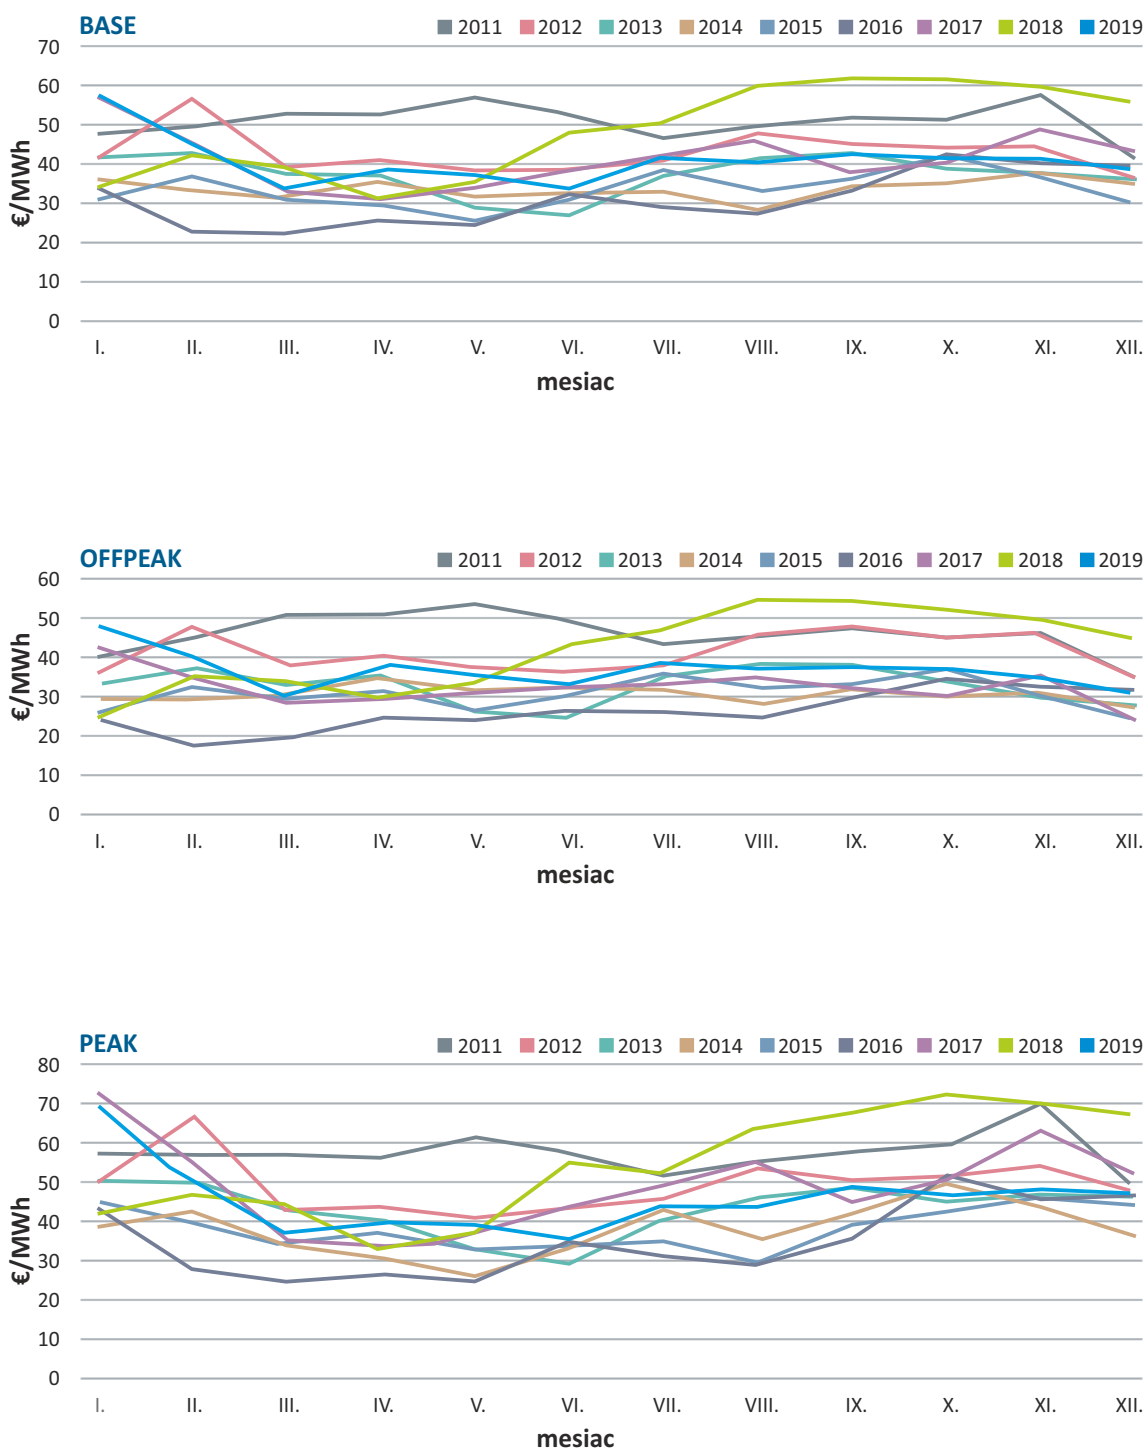 BASE
2011 2012 2013 2014 2015 2016 2017 2018 2019
70
60
50
40
30
20
10
0
€/MWh
I. II. III. IV. V. VI. VII. VIII. IX. X. XI. XII.
mesiac
OFFPEAK
2011 2012 2013 2014 2015 2016 2017 2018 2019
60
50
40
30
20
10
0
€/MWh
I. II. III. IV. V. VI. VII. VIII. IX. X. XI. XII.
mesiac
PEAK
2011 2012 2013 2014 2015 2016 2017 2018 2019
80
70
60
50
40
30
20
10
0
€/MWh
I. II. III. IV. V. VI. VII. VIII. IX. X. XI. XII.
mesiac